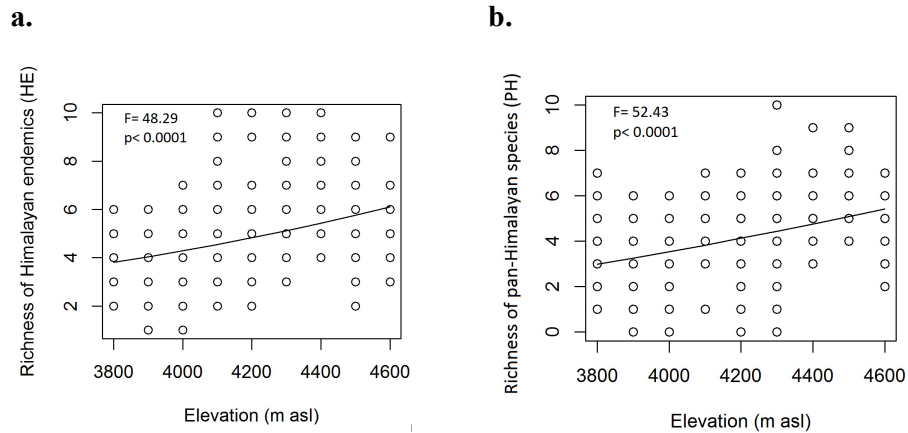 a.
Richness of Himalayan endemics (HE)
F= 48.29
p< 0.0001
10
8
6
4
2
3800 4000 4200 4400 4600
Elevation (m asl)
b.
Richness of pan-Himalayan species (PH)
F= 52.43
p< 0.0001
10
8
6
4
2
0
3800 4000 4200 4400 4600
Elevation (m asl)